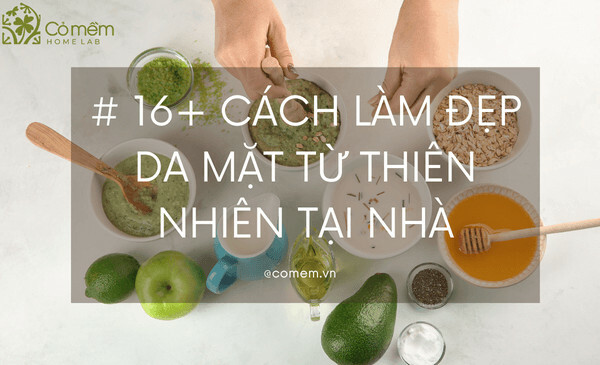 Cỏ mềm
HOME LAB
# 16+ CÁCH LÀM ĐẸP
DA MẶT TỪ THIÊN
NHIÊN TẠI NHÀ
@comem.vn